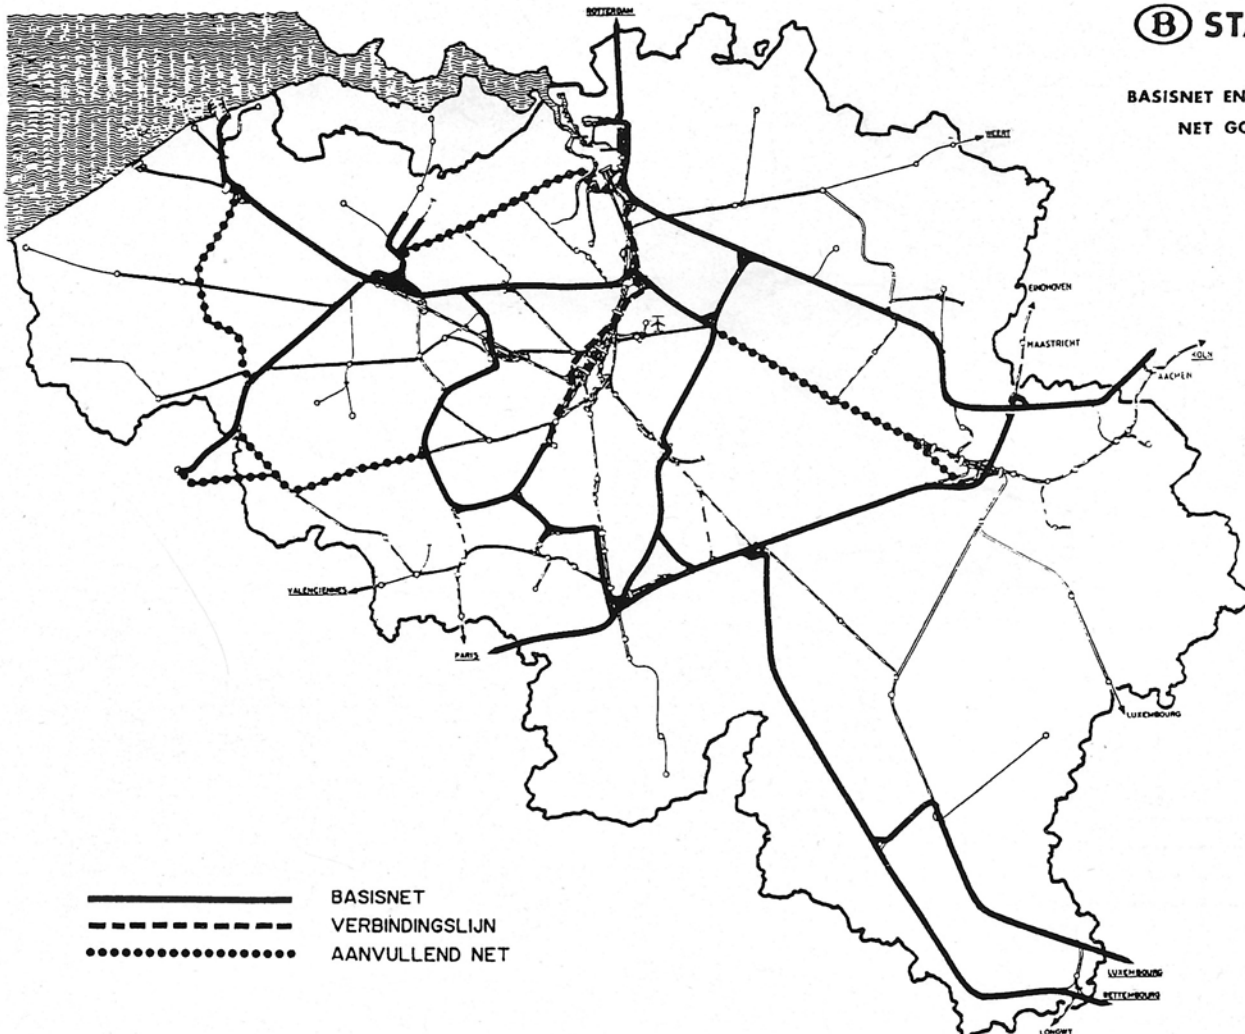 ROTTERDAM
B STA
BASISNET EN
NET GO
WEERT
EINDHOVEN
MAASTRICHT
KÖLN
AACHEN
VALENCIENNES
PARIS
LUXEMBOURG
BASISNET
VERBINDINGSLIJN
AANVULLEND NET
LUXEMBOURG
BETTEMBOURG
LONGWY